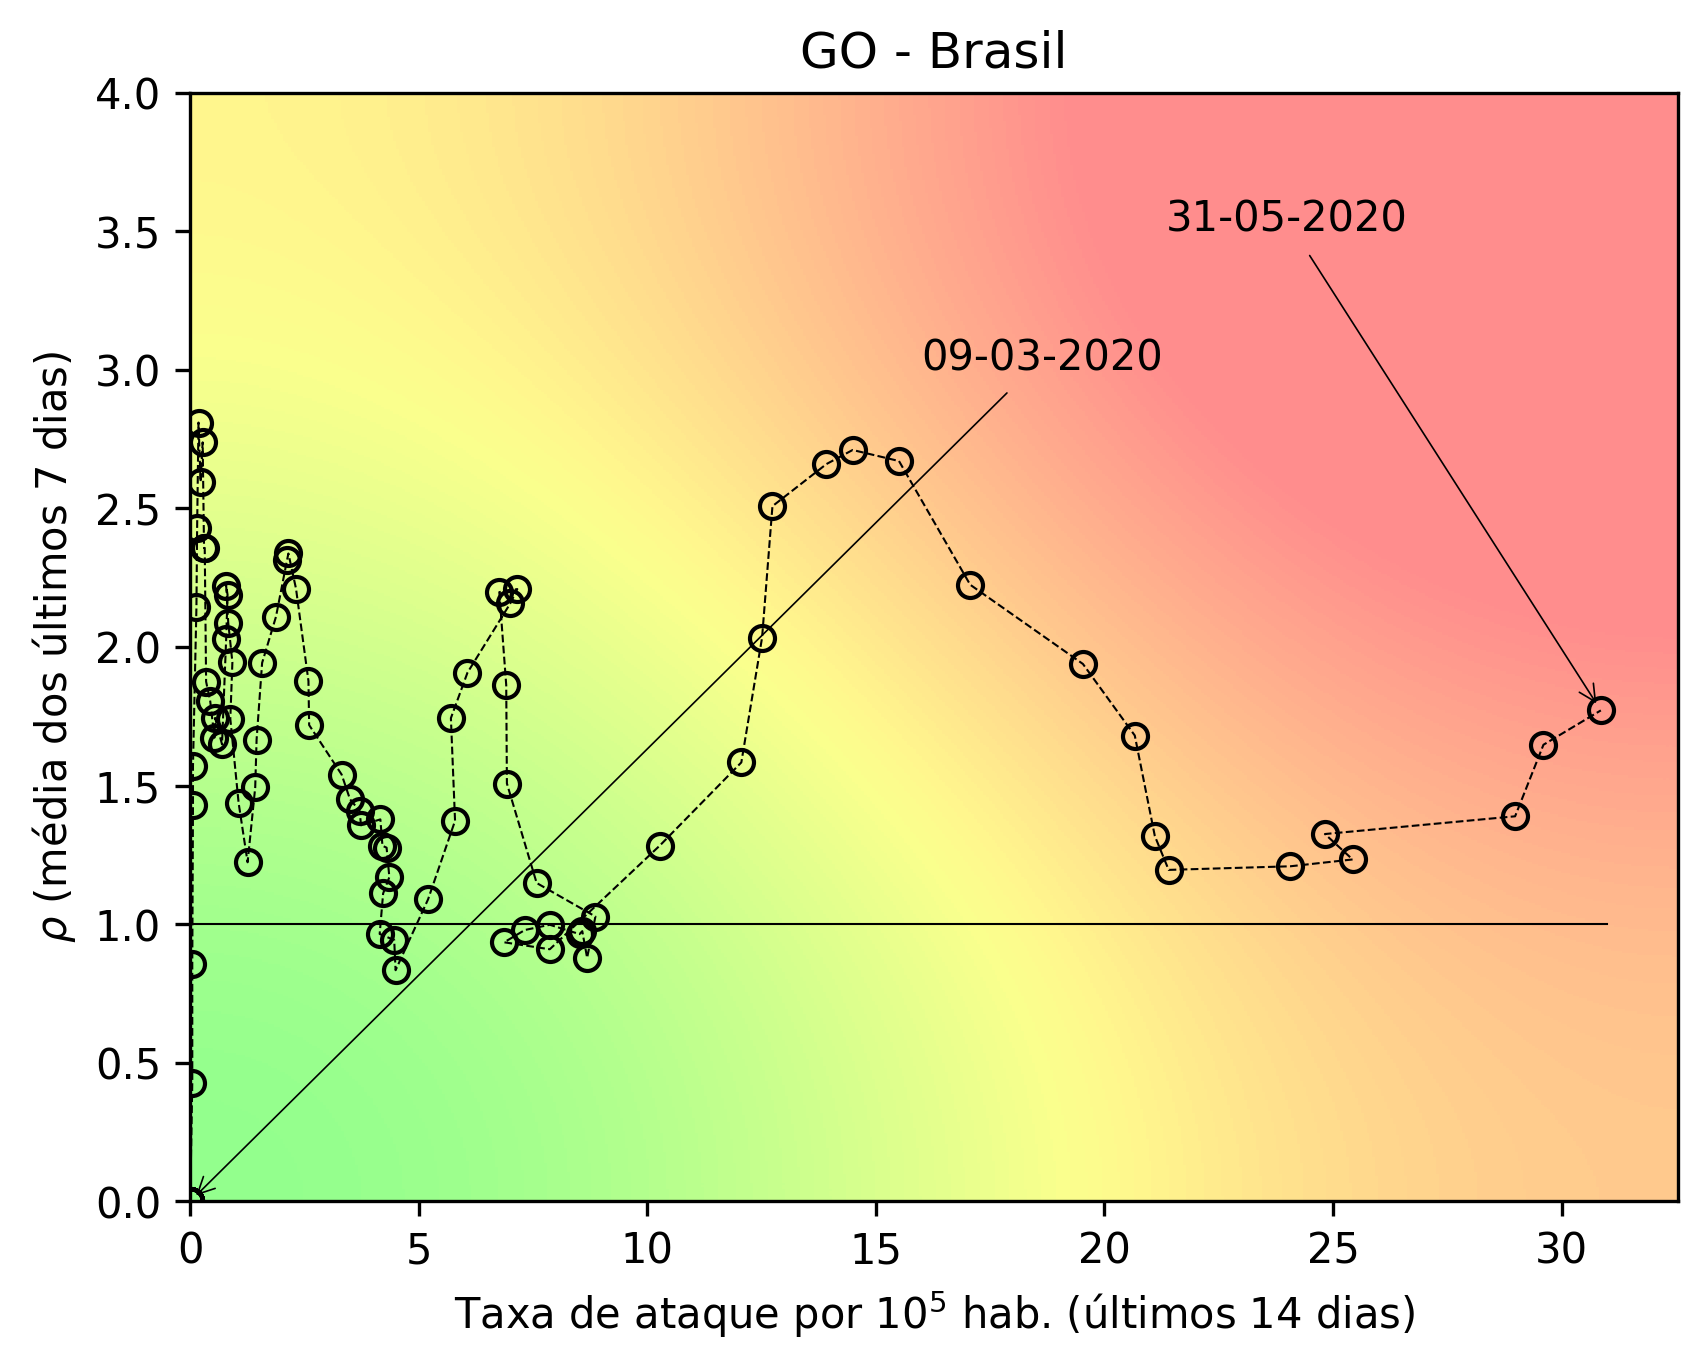 GO - Brasil
4.0
3.5
3.0
2.5
2.0
1.5
1.0
0.5
0.0
ρ (média dos últimos 7 dias)
31-05-2020
09-03-2020
0 5 10 15 20 25 30
Taxa de ataque por 10⁵ hab. (últimos 14 dias)